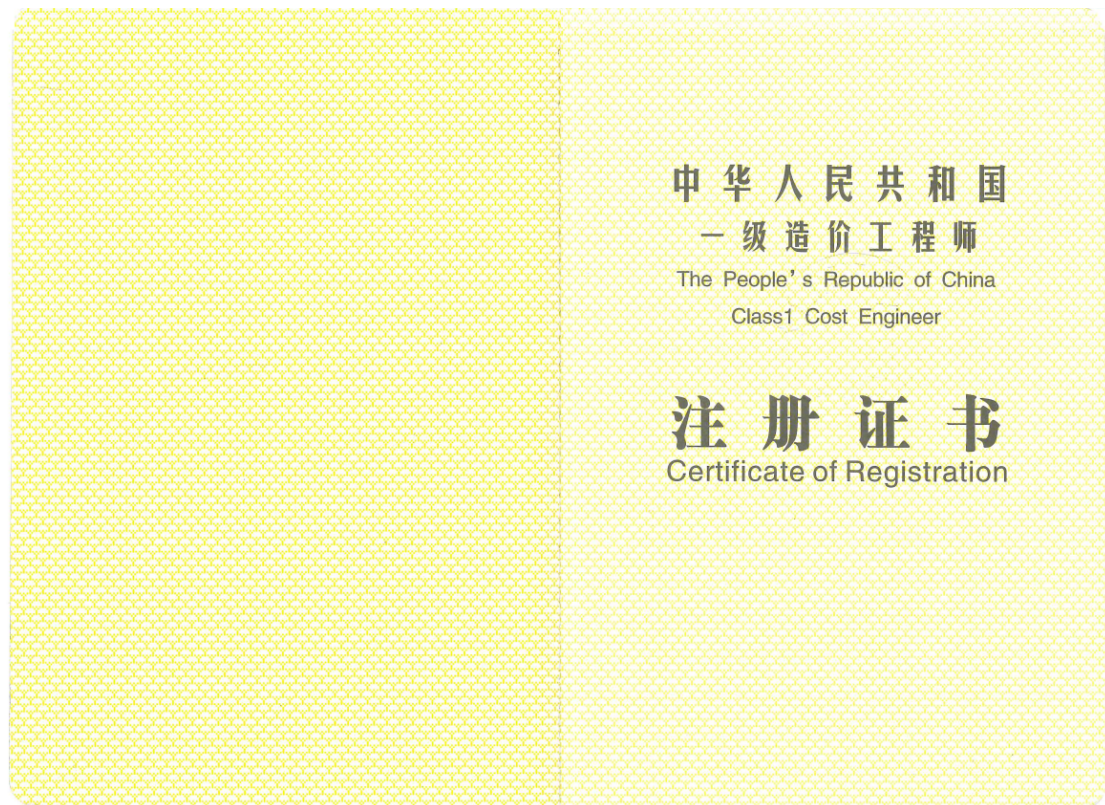 中华人民共和国
一级造价工程师
The People's Republic of China
Class1 Cost Engineer
注册证书
Certificate of Registration